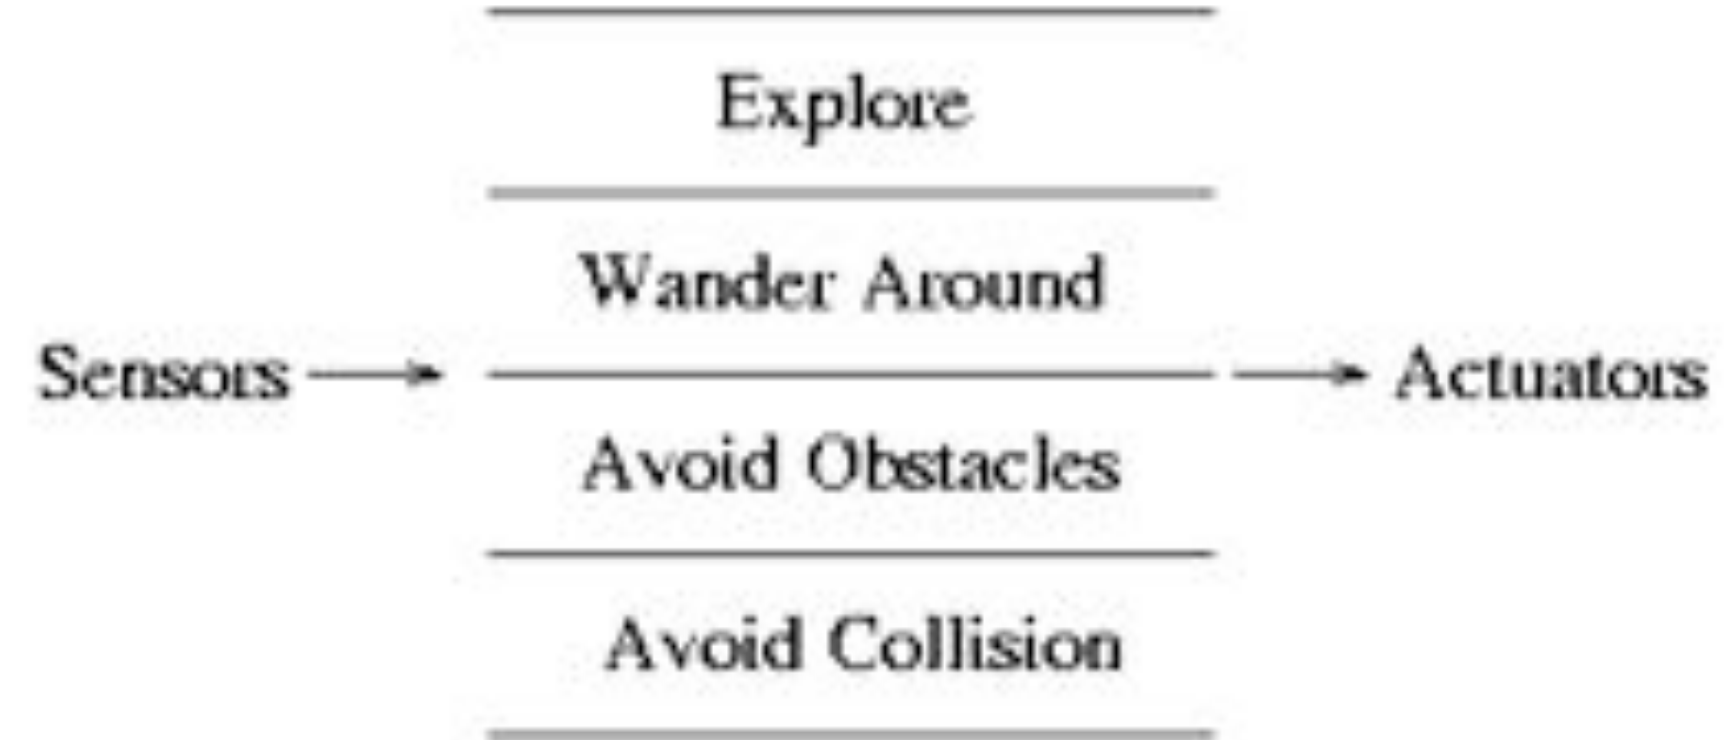 Explore
Wander Around
Sensors
Actuators
Avoid Obstacles
Avoid Collision